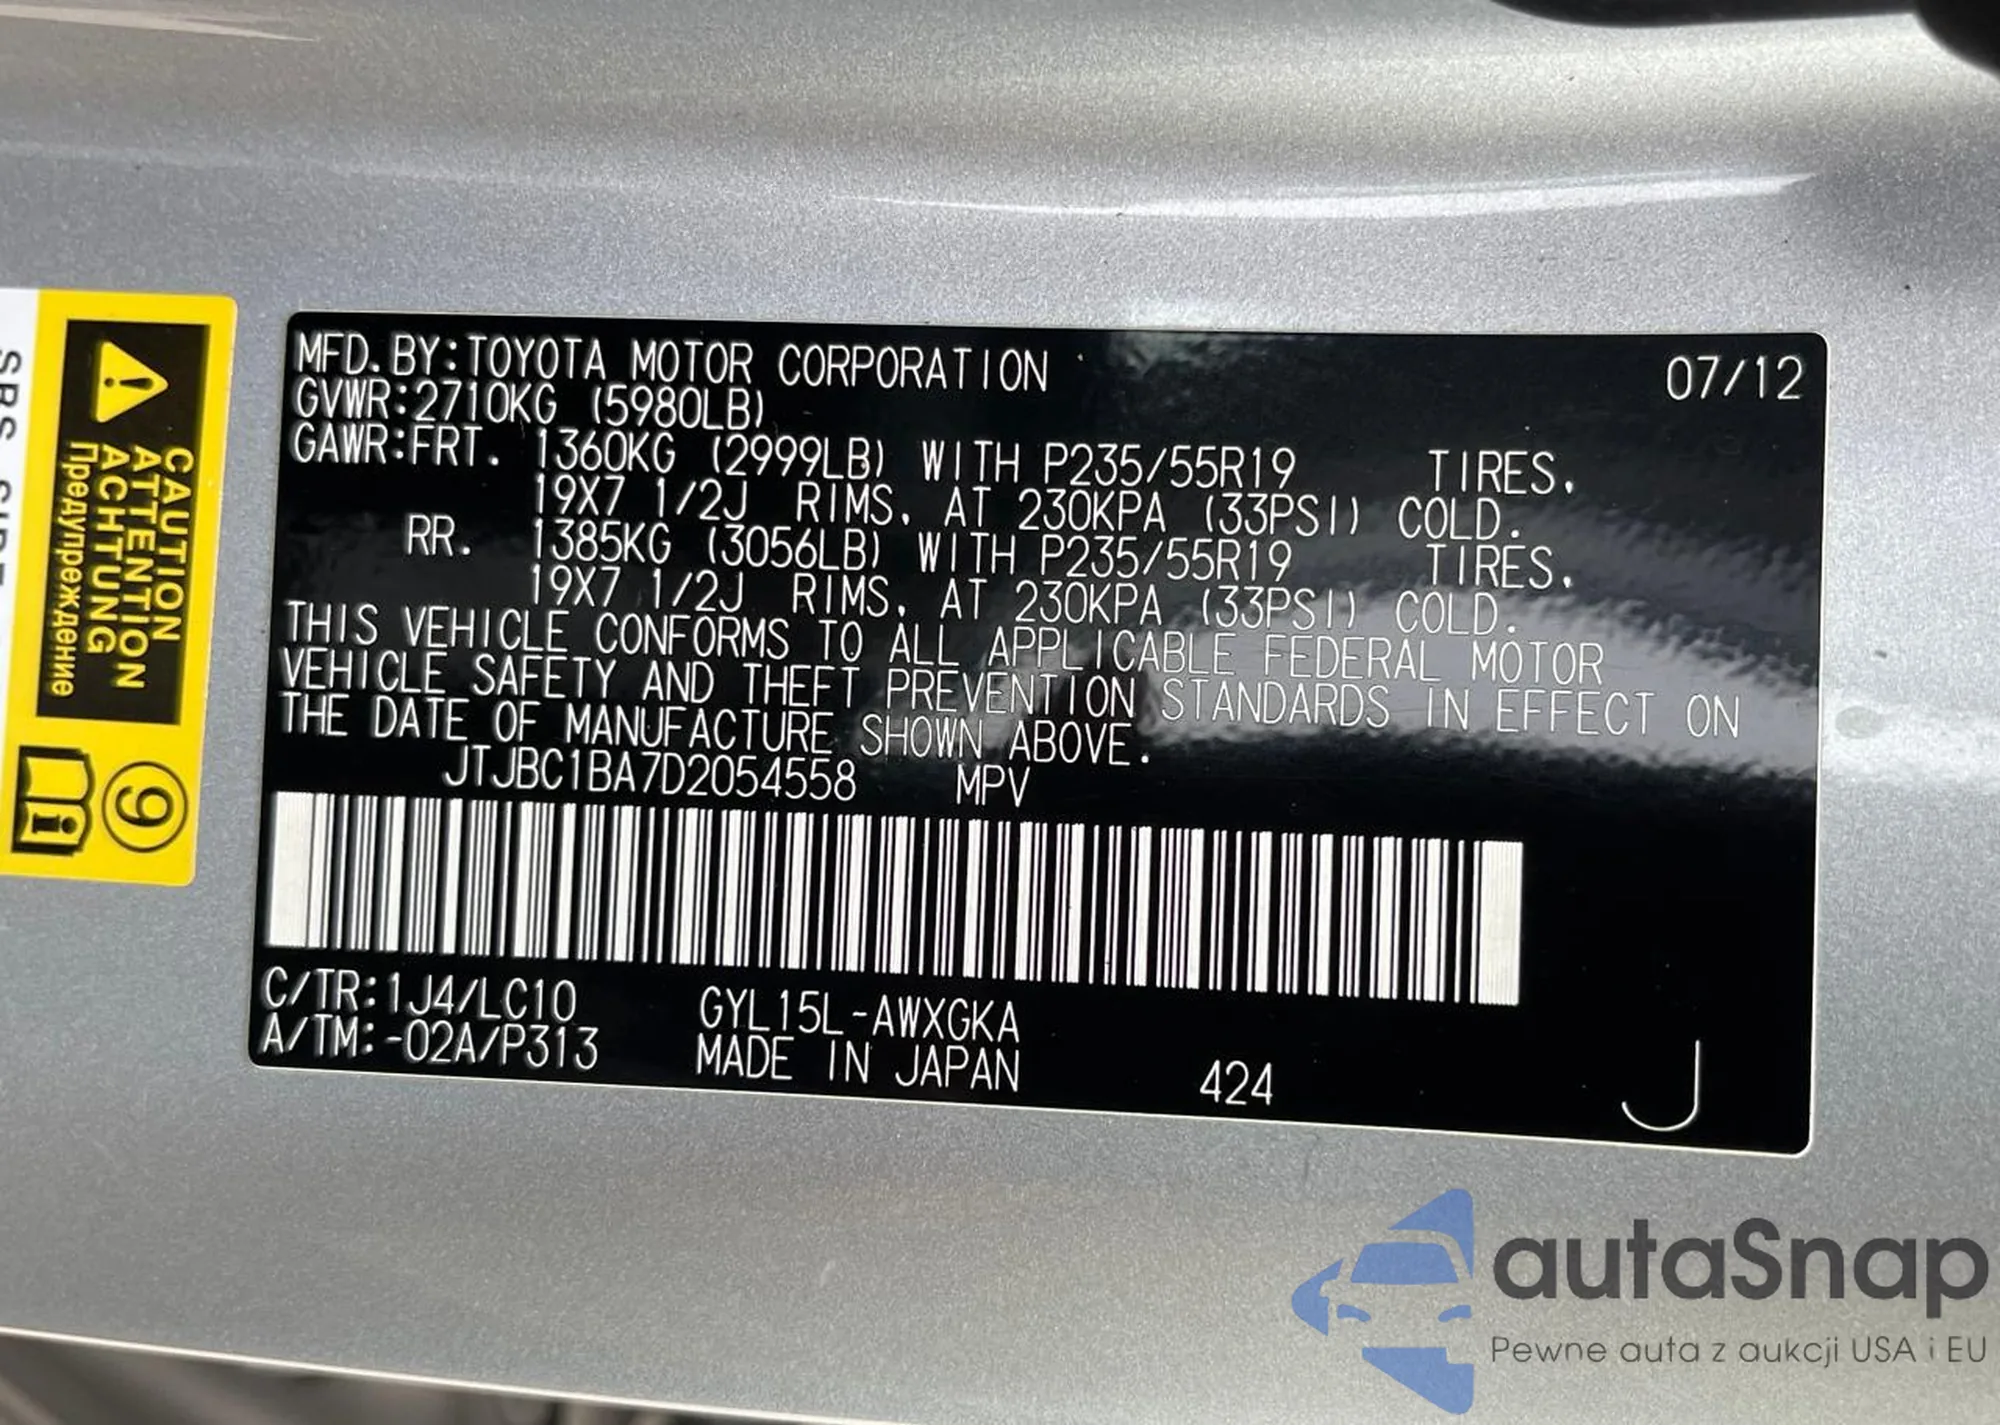 MFD. BY:TOYOTA MOTOR CORPORATION 07/12
GVWR:2710KG (5980LB)
GAWR:FRT. 1360KG (2999LB) WITH P235/55R19 TIRES.
19X7 1/2J RIMS. AT 230KPA (33PSI) COLD.
RR. 1385KG (3056LB) WITH P235/55R19 TIRES.
19X7 1/2J RIMS. AT 230KPA (33PSI) COLD.
THIS VEHICLE CONFORMS TO ALL APPLICABLE FEDERAL MOTOR
VEHICLE SAFETY AND THEFT PREVENTION STANDARDS IN EFFECT ON
THE DATE OF MANUFACTURE SHOWN ABOVE.
JTJBC1BA7D2054558 MPV
C/TR:1J4/LC10 GYL15L-AWXGKA
A/TM:-02A/P313 MADE IN JAPAN 424 J
CAUTION
ATTENTION
ACHTUNG
Предупреждение
9
autaSnap
Pewne auta z aukcji USA i EU